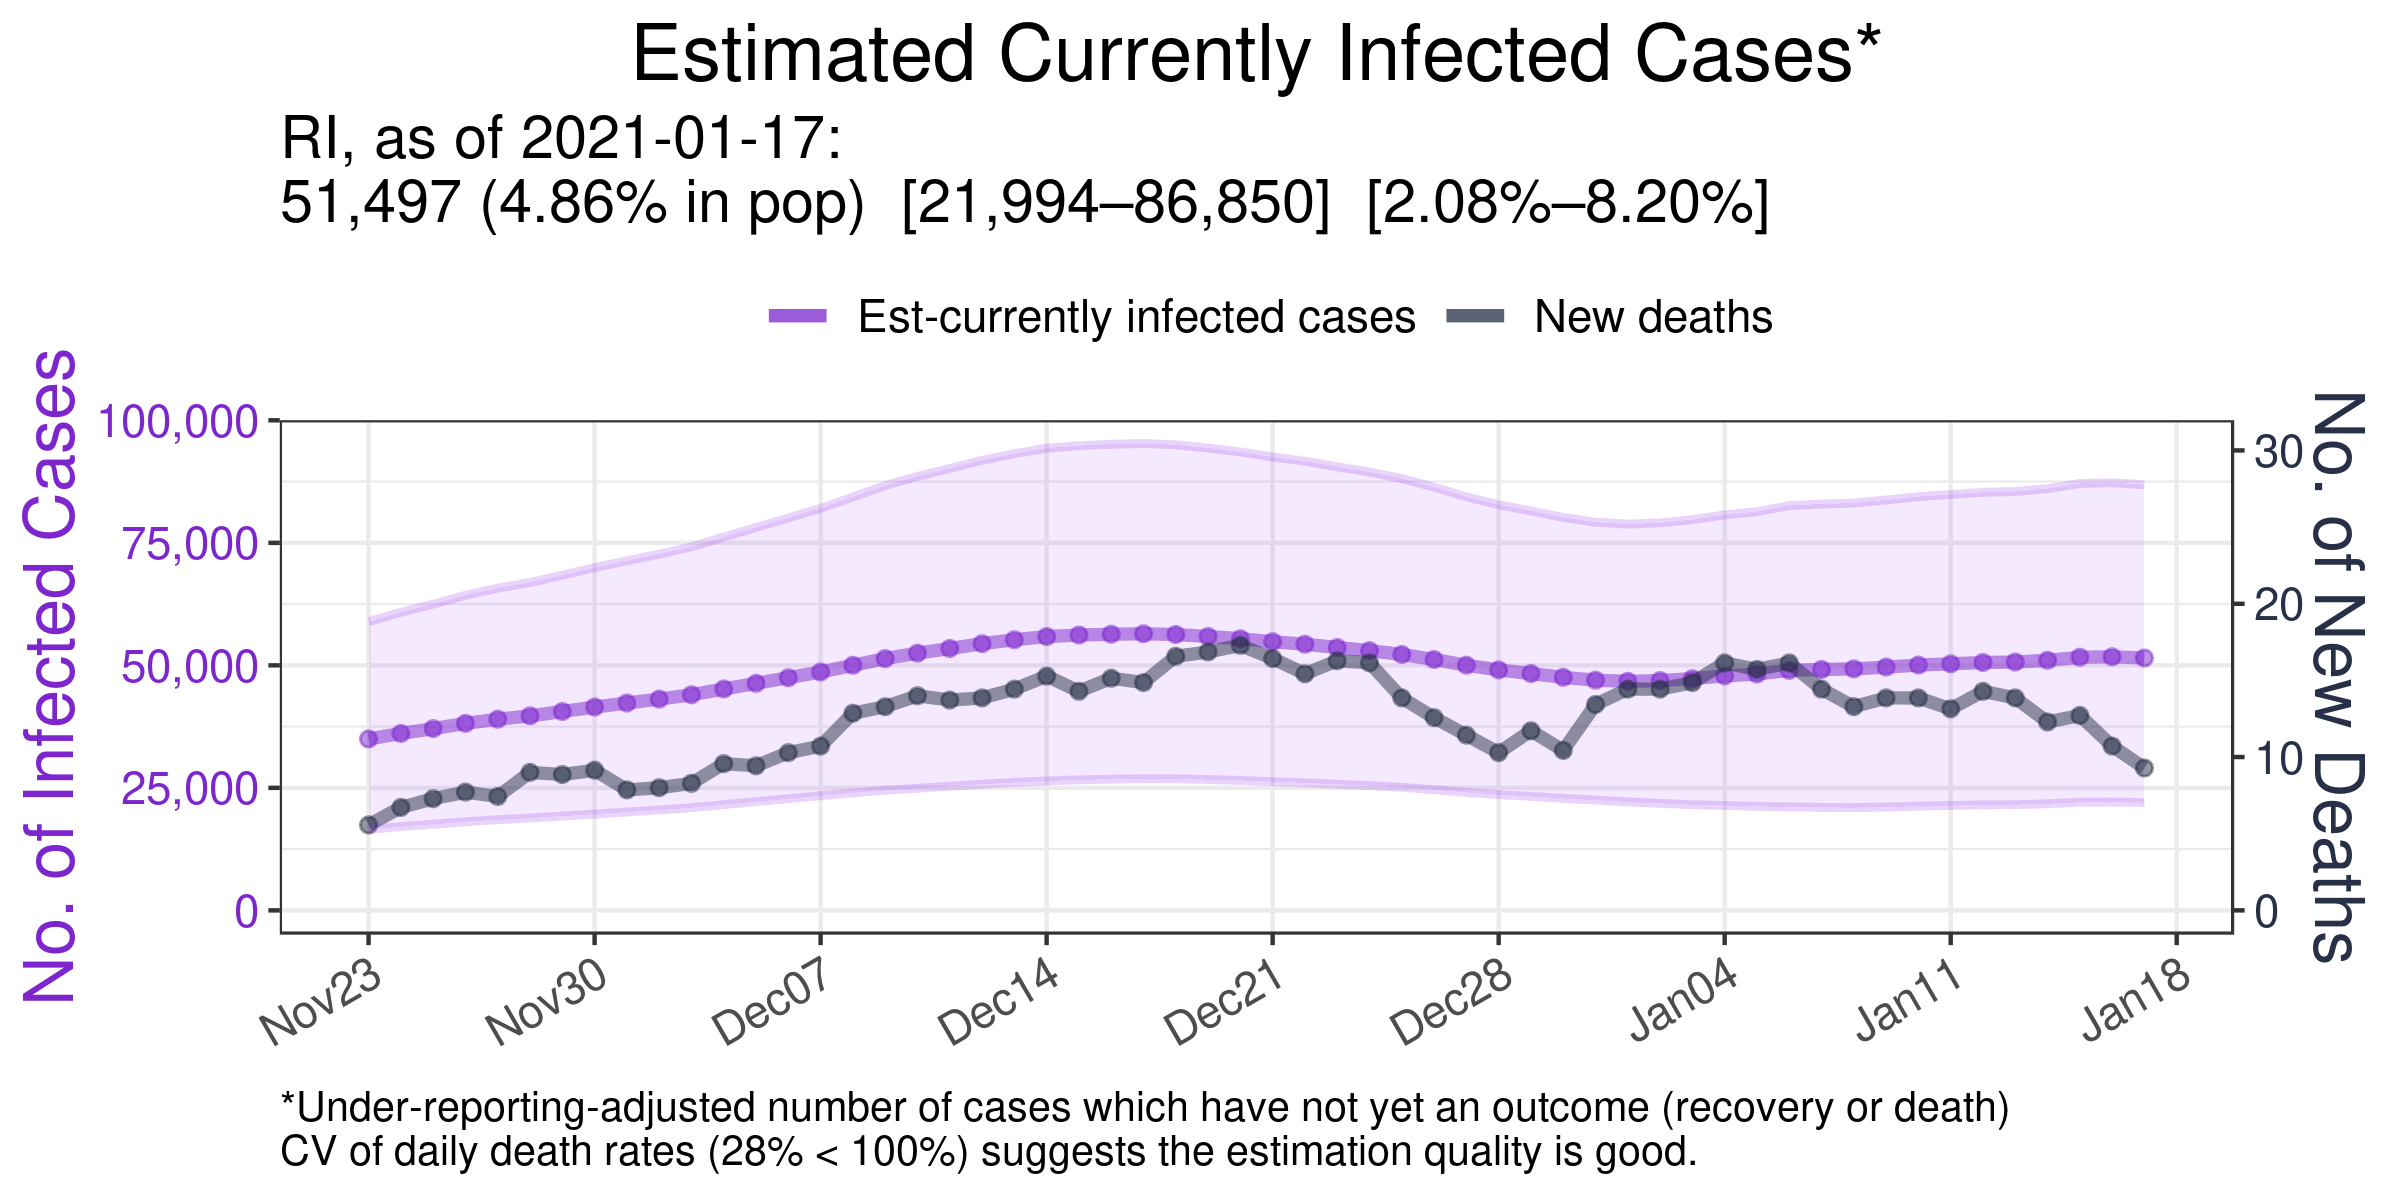 Estimated Currently Infected Cases*
RI, as of 2021-01-17:
51,497 (4.86% in pop)  [21,994–86,850]  [2.08%–8.20%]
Est-currently infected cases
New deaths
No. of Infected Cases
100,000
75,000
50,000
25,000
0
No. of New Deaths
30
20
10
0
Nov23
Nov30
Dec07
Dec14
Dec21
Dec28
Jan04
Jan11
Jan18
*Under-reporting-adjusted number of cases which have not yet an outcome (recovery or death)
CV of daily death rates (28% < 100%) suggests the estimation quality is good.